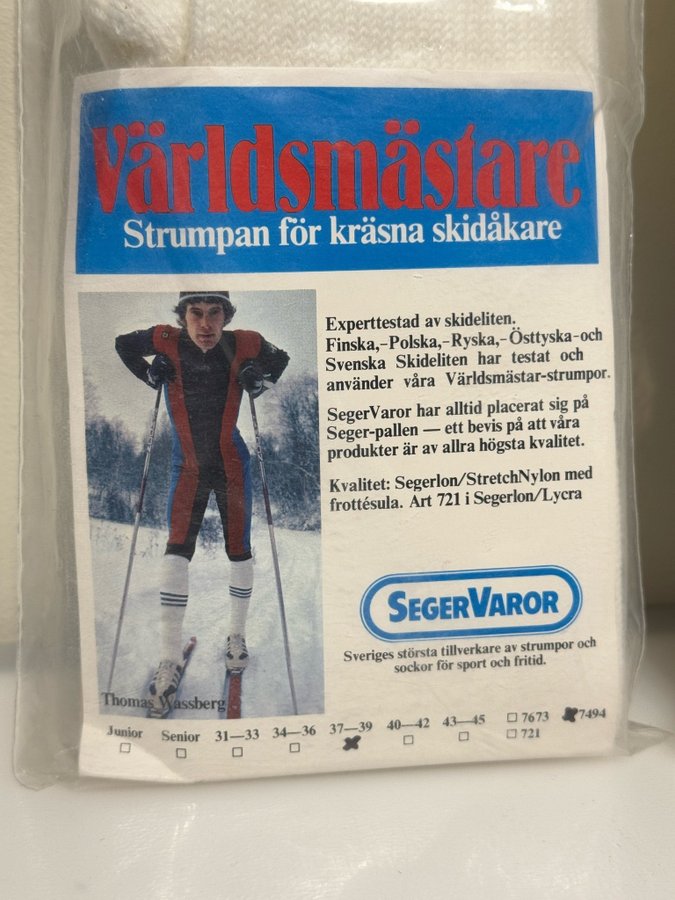 Världsmästare
Strumpan för kräsna skidåkare
Experttestad av skideliten.
Finska,-Polska,-Ryska,-Östtyska-och
Svenska Skideliten har testat och
använder våra Världsmästar-strumpor.
SegerVaror har alltid placerat sig på
Seger-pallen — ett bevis på att våra
produkter är av allra högsta kvalitet.
Kvalitet: Segerlon/StretchNylon med
frottésula. Art 721 i Segerlon/Lycra
SEGERVAROR
Sveriges största tillverkare av strumpor och
sockor för sport och fritid.
Thomas Wassberg
Junior Senior 31—33 34—36 37—39 40—42 43—45 7673 7494
721